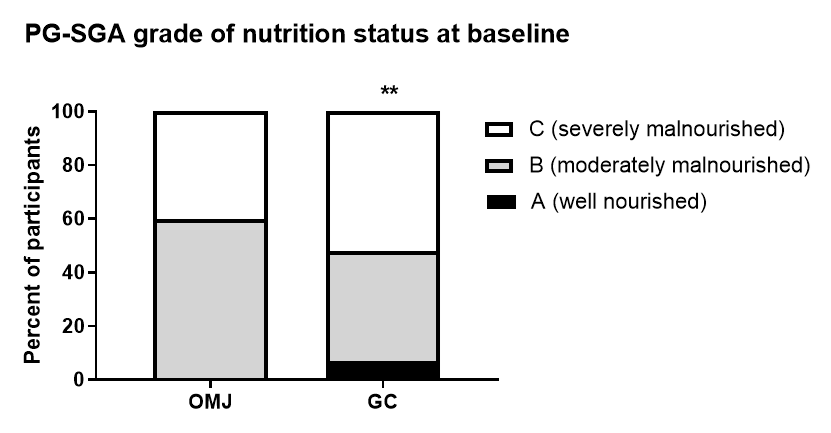 PG-SGA grade of nutrition status at baseline
**
Percent of participants
100
80
60
40
20
0
OMJ
GC
C (severely malnourished)
B (moderately malnourished)
A (well nourished)